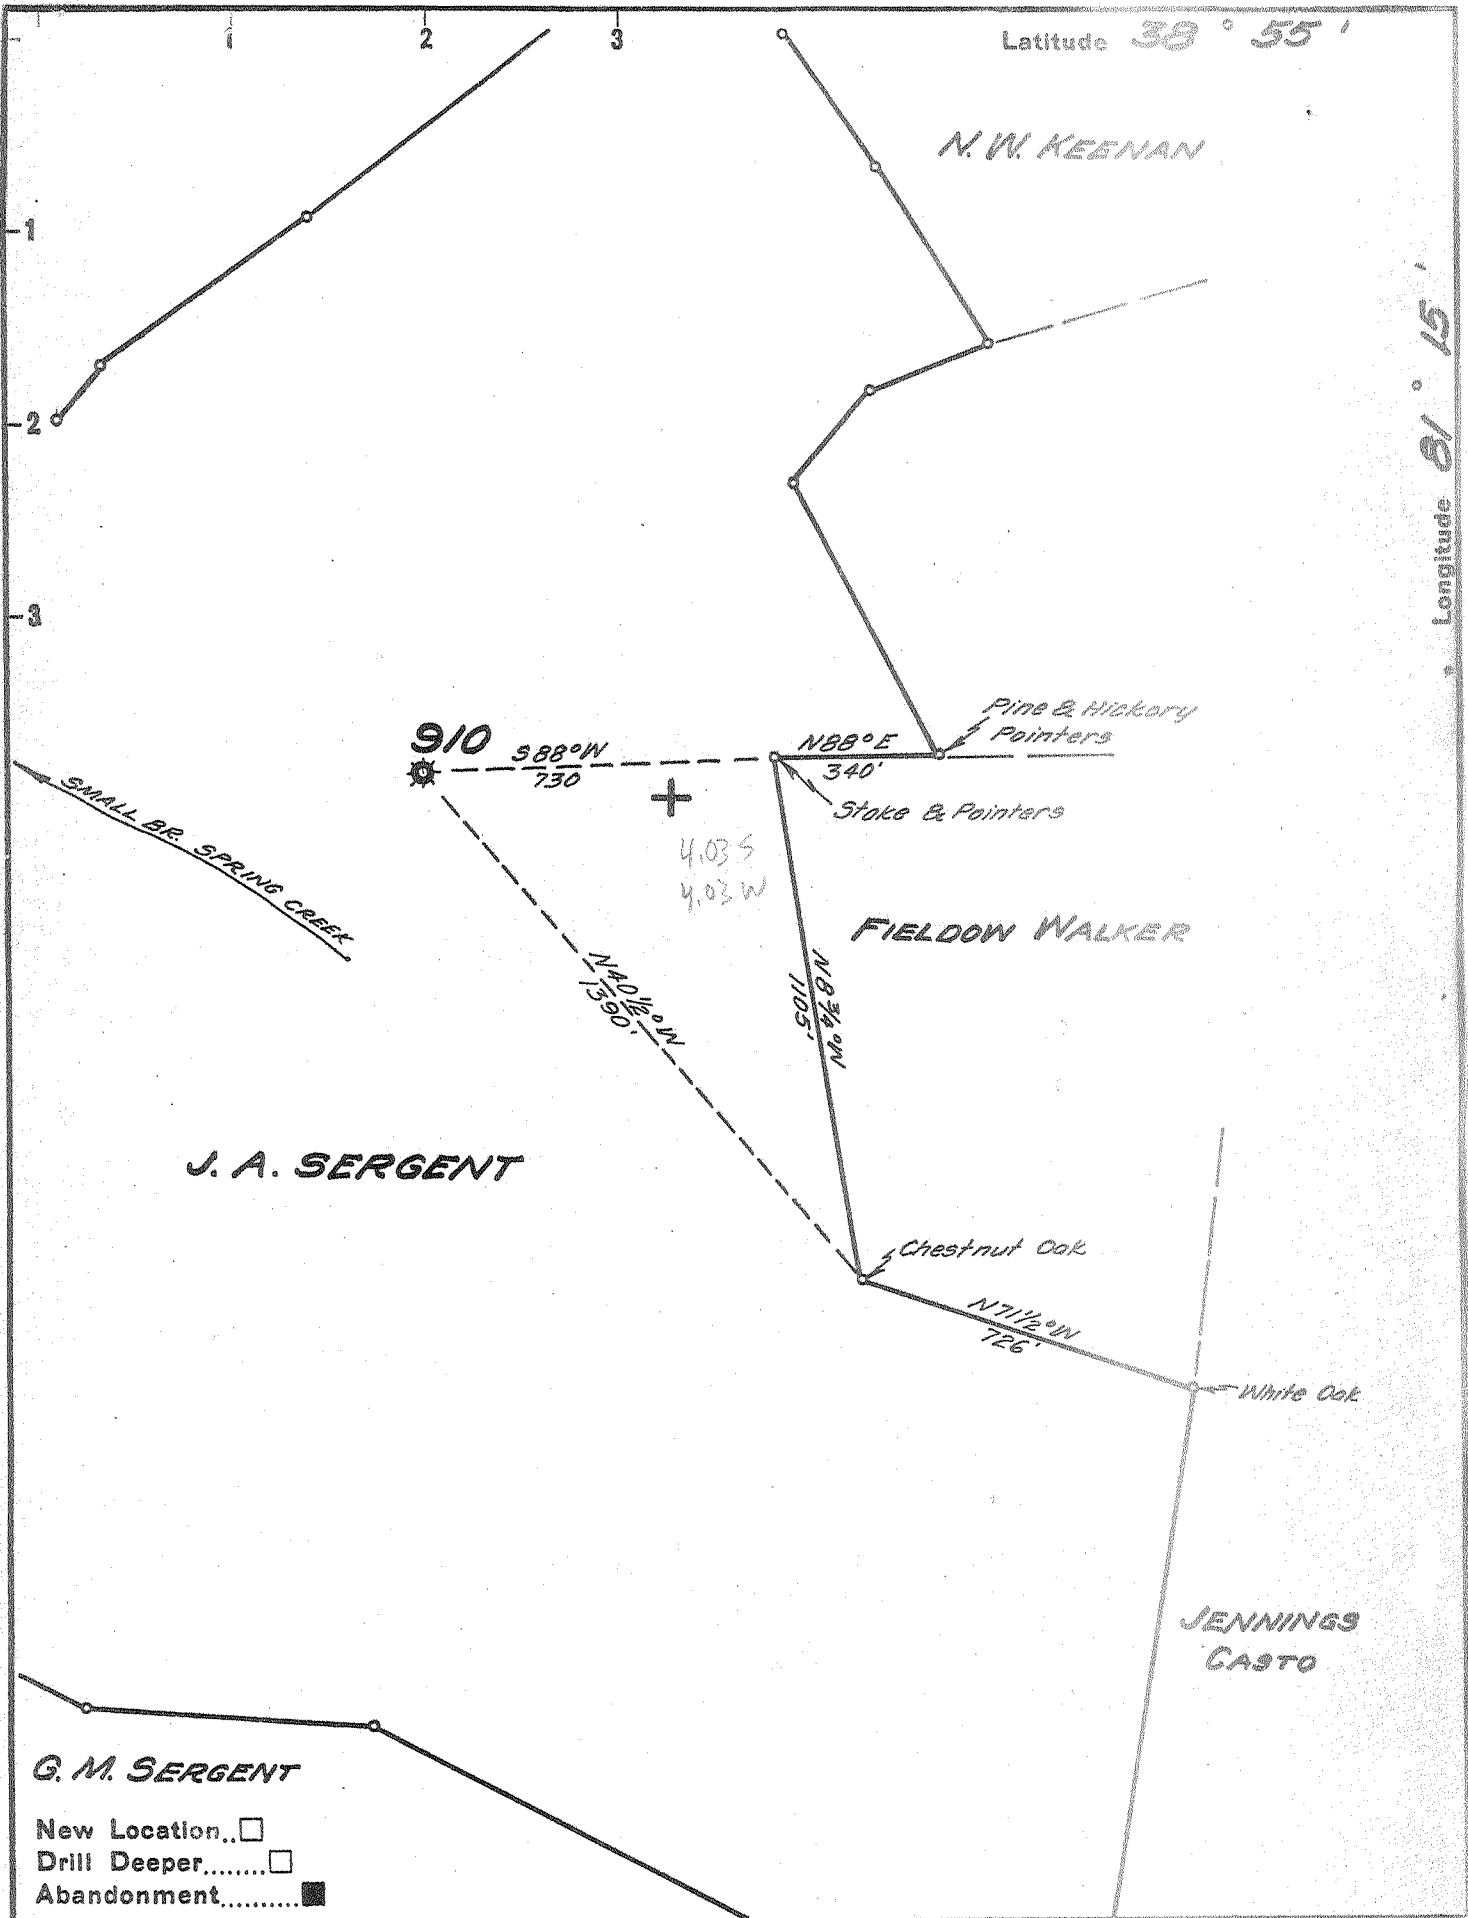 1
2
3
Latitude 38° 55'
N. W. KEENAN
1
2
3
Longitude 81° 15'
910
S88°W
730
N88°E
340'
Pine & Hickory
Pointers
Stake & Pointers
SMALL BR. SPRING CREEK
4.03 S
4.03 W
FIELDOW WALKER
N40½°W
1390'
N8¾°W
1105'
J. A. SERGENT
Chestnut Oak
N71½°W
726'
White Oak
JENNINGS
CASTO
G. M. SERGENT
New Location..
Drill Deeper........
Abandonment..........